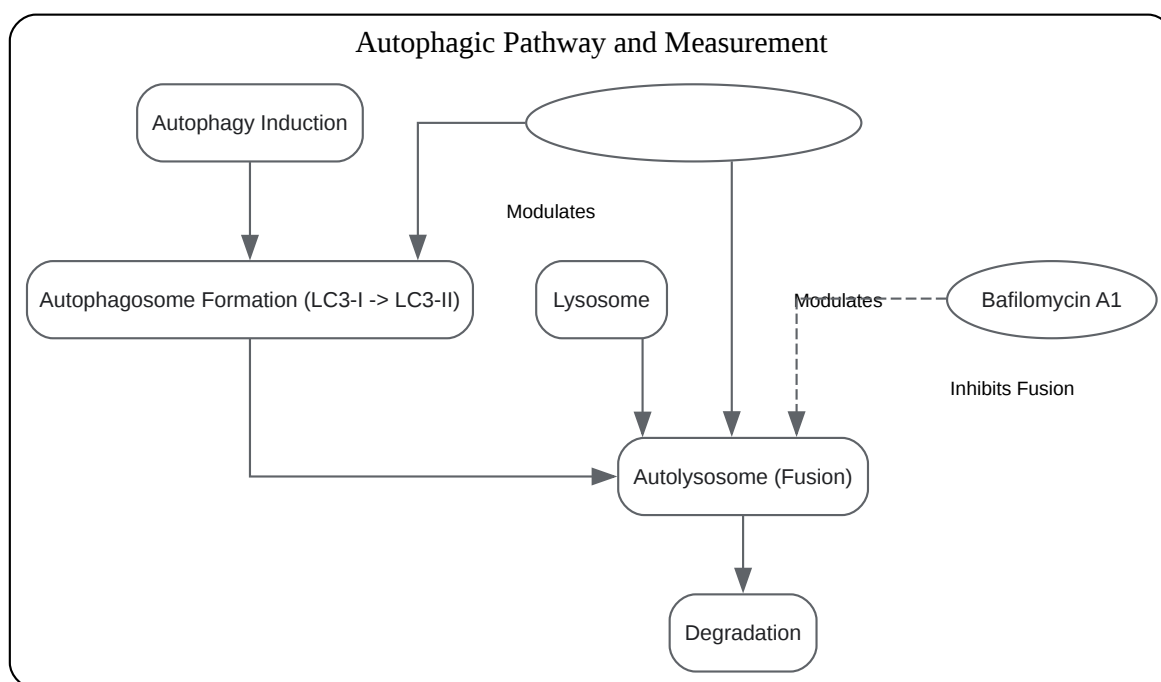 Autophagic Pathway and Measurement
Autophagy Induction
Modulates
Autophagosome Formation (LC3-I -> LC3-II)
Lysosome
Modulates
Bafilomycin A1
Inhibits Fusion
Autolysosome (Fusion)
Degradation